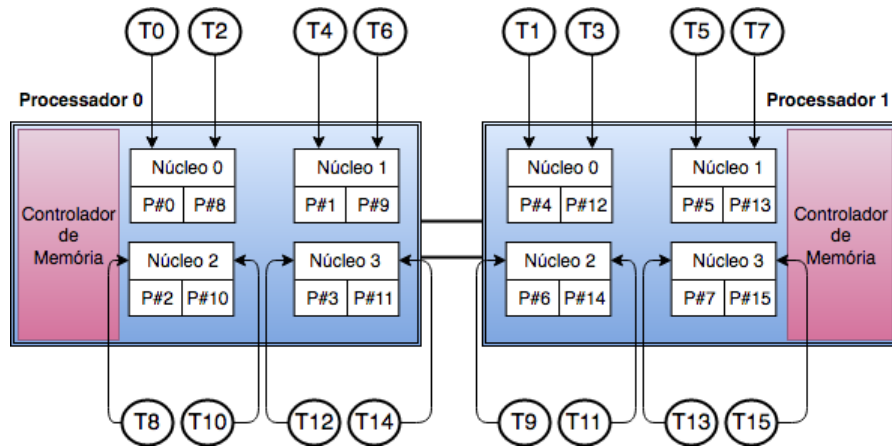 T0 T2 T4 T6 T1 T3 T5 T7
Processador 0 Processador 1
Núcleo 0 Núcleo 1 Núcleo 0 Núcleo 1
P#0 P#8 P#1 P#9 P#4 P#12 P#5 P#13
Controlador de Memória
Controlador de Memória
Núcleo 2 Núcleo 3 Núcleo 2 Núcleo 3
P#2 P#10 P#3 P#11 P#6 P#14 P#7 P#15
T8 T10 T12 T14 T9 T11 T13 T15